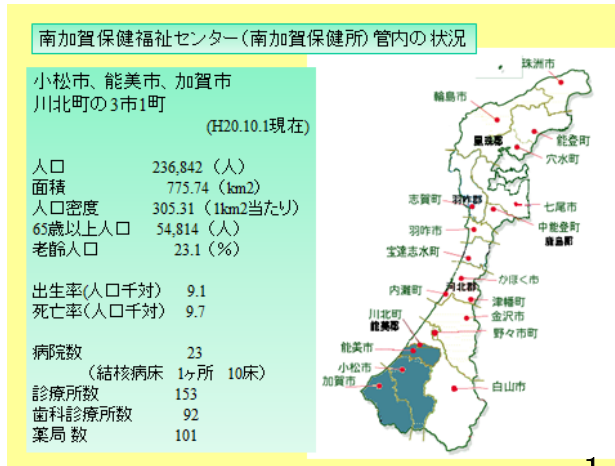 南加賀保健福祉センター(南加賀保健所)管内の状況
小松市、能美市、加賀市
川北町の3市1町
(H20.10.1現在)
人口 236,842 (人)
面積 775.74 (km2)
人口密度 305.31 (1km2当たり)
65歳以上人口 54,814 (人)
老齢人口 23.1 (%)
出生率(人口千対) 9.1
死亡率(人口千対) 9.7
病院数 23
(結核病床 1ヶ所 10床)
診療所数 153
歯科診療所数 92
薬局数 101
珠洲市
輪島市
能登町
鳳珠郡
穴水町
志賀町
羽咋郡
七尾市
中能登町
鹿島町
羽咋市
宝達志水町
かほく市
河北郡
内灘町
津幡町
金沢市
川北町
能美郡
野々市町
能美市
小松市
加賀市
白山市
1